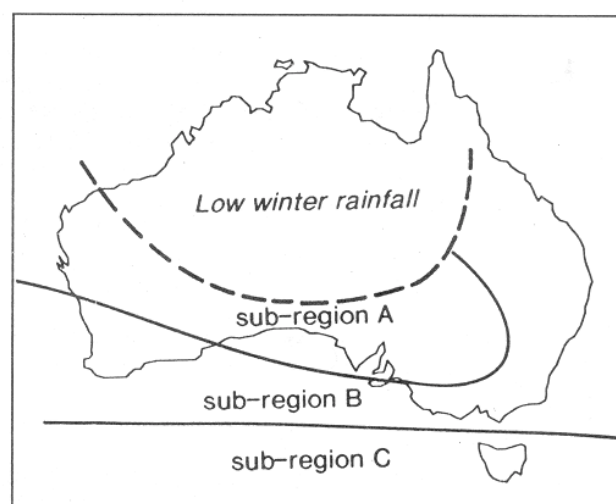 Low winter rainfall
sub-region A
sub-region B
sub-region C